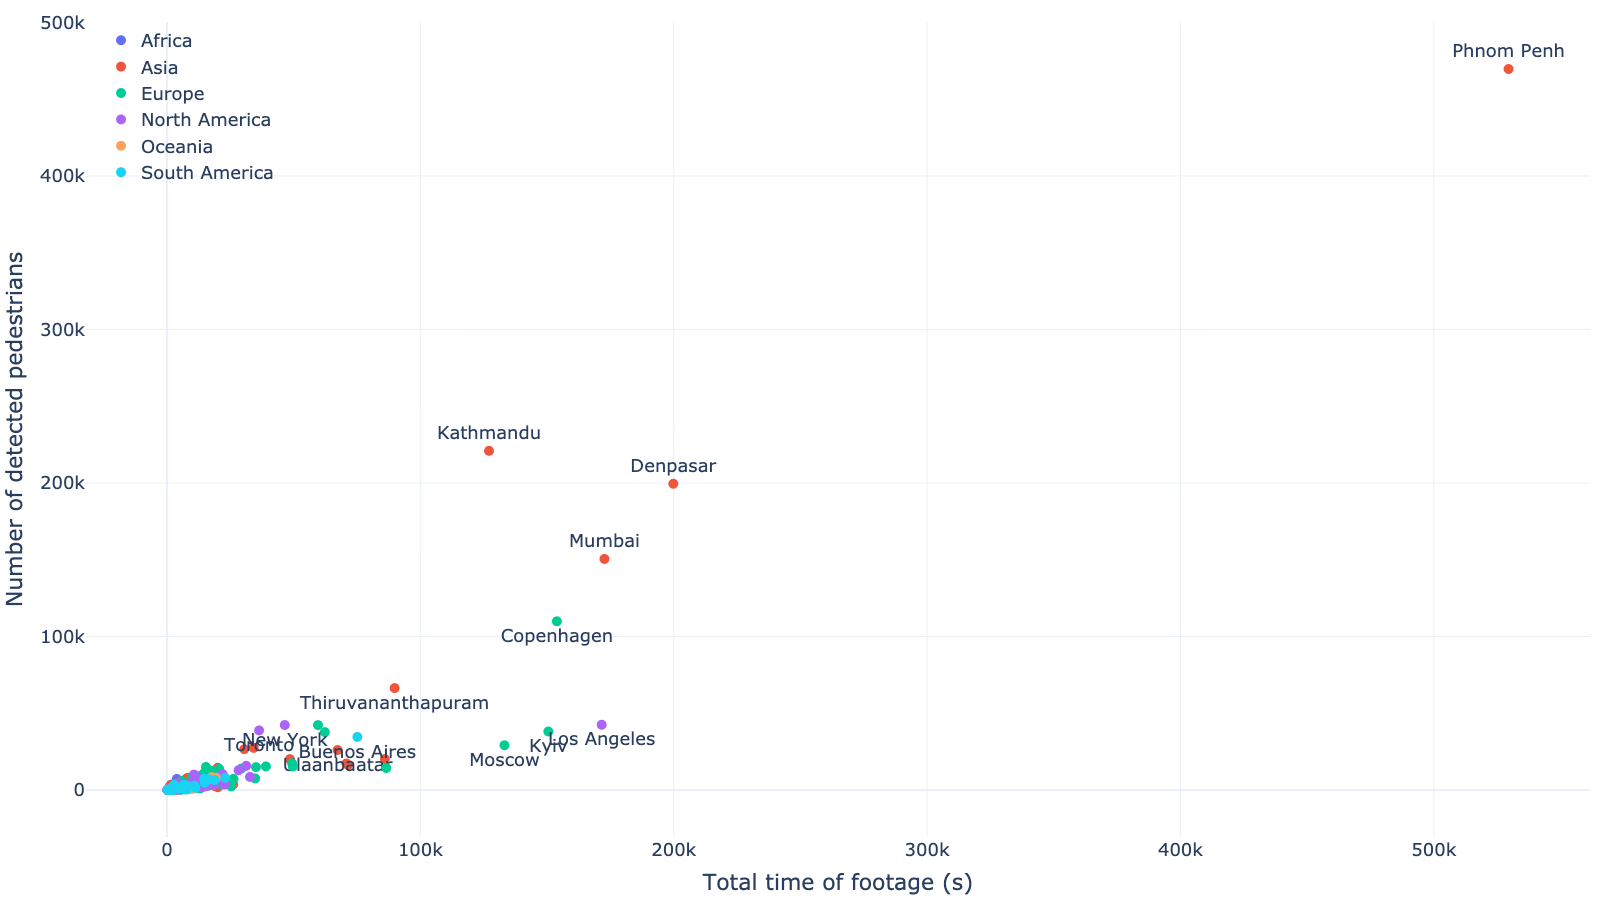 500k
Africa
Asia
Europe
North America
Oceania
South America
400k
300k
200k
100k
0
Number of detected pedestrians
Phnom Penh
Kathmandu
Denpasar
Mumbai
Copenhagen
Thiruvananthapuram
New York
Toronto
Los Angeles
Kyiv
Buenos Aires
Moscow
Ulaanbaatar
0
100k
200k
300k
400k
500k
Total time of footage (s)